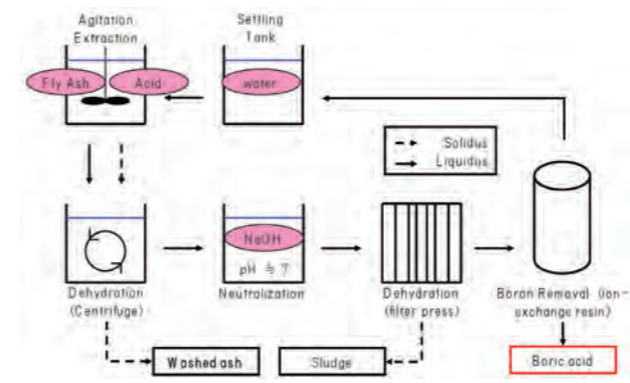 Agitation
Extraction
Settling
Tank
Fly Ash
Acid
water
Solidus
Liquidus
NaOH
pH ≒ 7
Dehydration
(Centrifuge)
Neutralization
Dehydration
(filter press)
Boron Removal (ion-
exchange resin)
Washed ash
Sludge
Boric acid